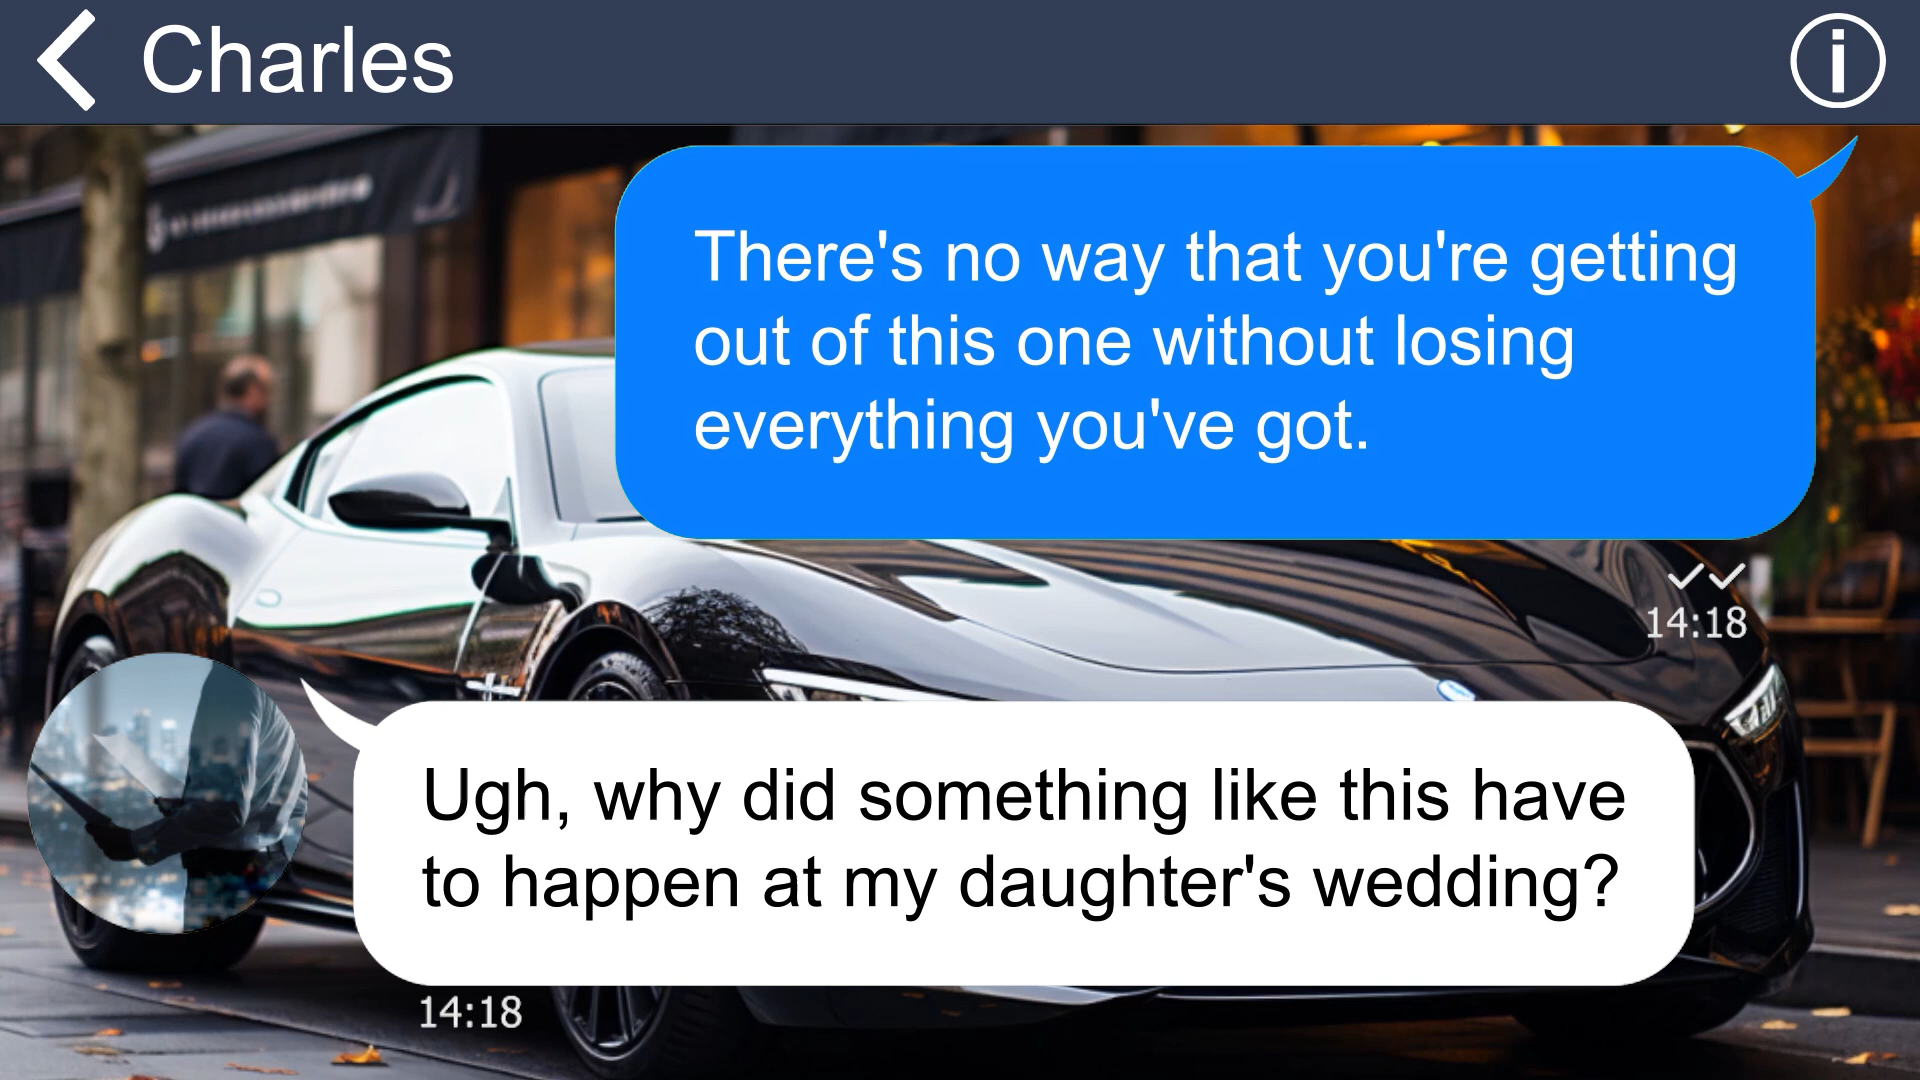 Charles
There's no way that you're getting
out of this one without losing
everything you've got.
14:18
Ugh, why did something like this have
to happen at my daughter's wedding?
14:18